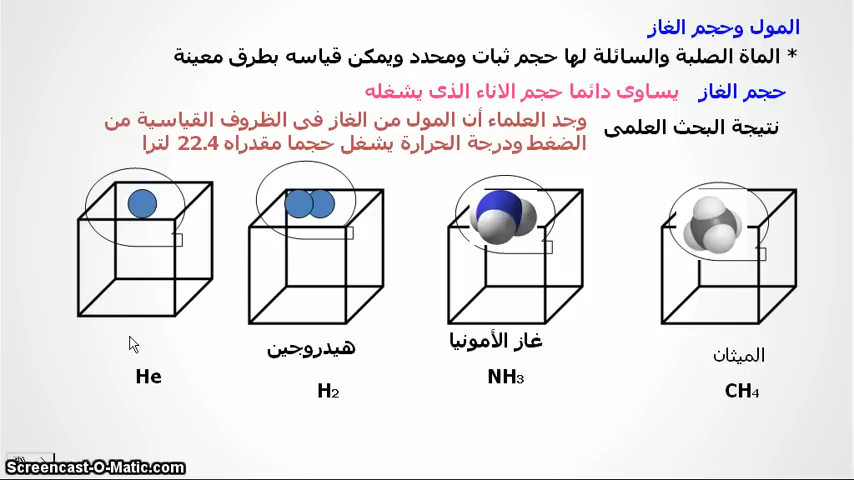 المول وحجم الغاز
* الماة الصلبة والسائلة لها حجم ثبات ومحدد ويمكن قياسه بطرق معينة
حجم الغاز يساوى دائما حجم الاناء الذى يشغله
نتيجة البحث العلمى
وجد العلماء أن المول من الغاز فى الظروف القياسية من
الضغط ودرجة الحرارة يشغل حجما مقدراه 22.4 لترا
هيدروجين
غاز الأمونيا
الميثان
He
H₂
NH₃
CH₄
Screencast-O-Matic.com